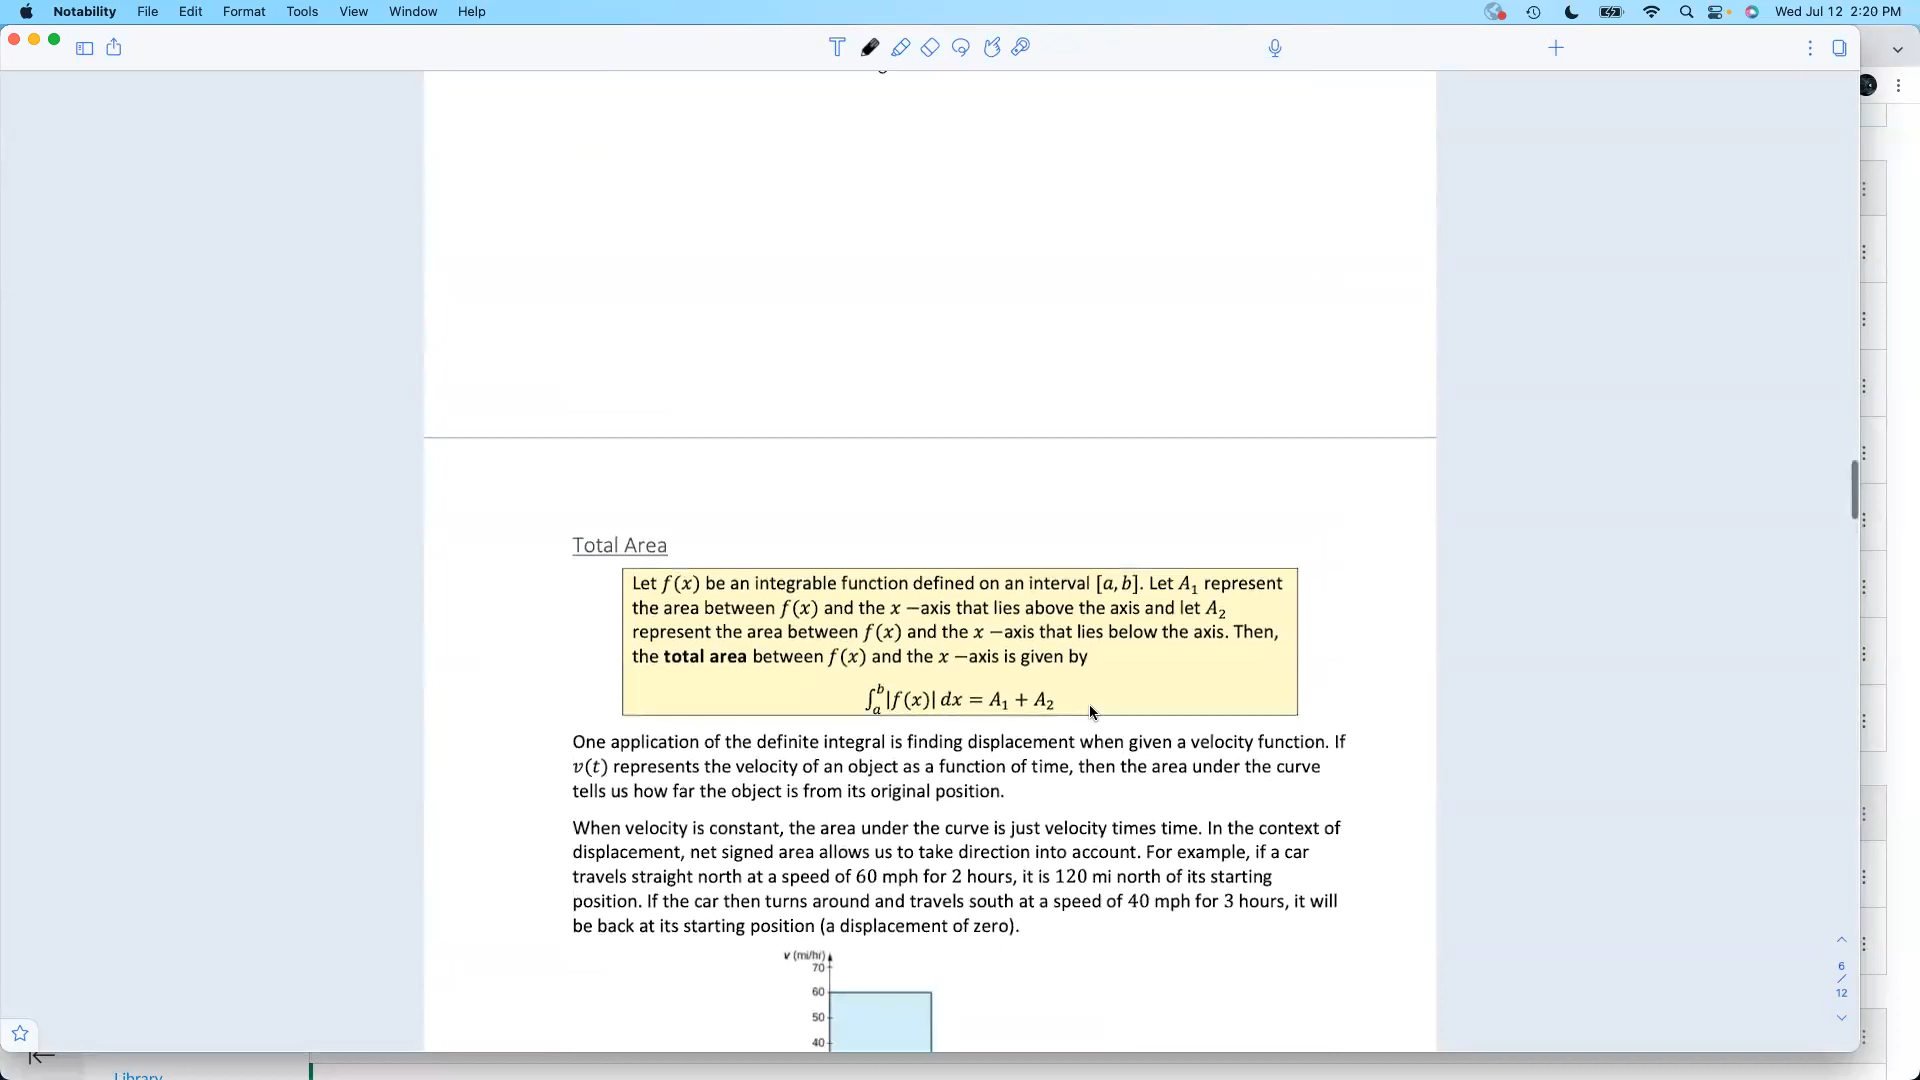 Notability File Edit Format Tools View Window Help Wed Jul 12 2:20 PM
Total Area
Let f(x) be an integrable function defined on an interval [a, b]. Let A₁ represent
the area between f(x) and the x −axis that lies above the axis and let A₂
represent the area between f(x) and the x −axis that lies below the axis. Then,
the total area between f(x) and the x −axis is given by
∫ₐᵇ|f(x)| dx = A₁ + A₂
One application of the definite integral is finding displacement when given a velocity function. If
v(t) represents the velocity of an object as a function of time, then the area under the curve
tells us how far the object is from its original position.
When velocity is constant, the area under the curve is just velocity times time. In the context of
displacement, net signed area allows us to take direction into account. For example, if a car
travels straight north at a speed of 60 mph for 2 hours, it is 120 mi north of its starting
position. If the car then turns around and travels south at a speed of 40 mph for 3 hours, it will
be back at its starting position (a displacement of zero).
v (mi/hr)
70
60
50
40
6
/
12
Library